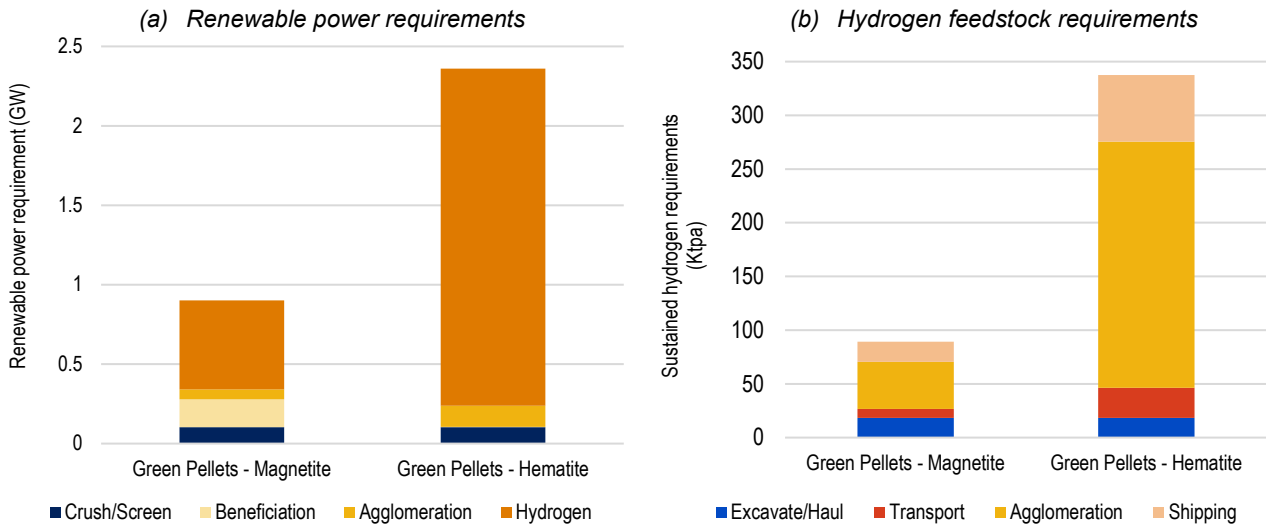 (a) Renewable power requirements
Renewable power requirement (GW)
2.5
2
1.5
1
0.5
0
Green Pellets - Magnetite
Green Pellets - Hematite
Crush/Screen
Beneficiation
Agglomeration
Hydrogen
(b) Hydrogen feedstock requirements
Sustained hydrogen requirements
(Ktpa)
350
300
250
200
150
100
50
0
Green Pellets - Magnetite
Green Pellets - Hematite
Excavate/Haul
Transport
Agglomeration
Shipping